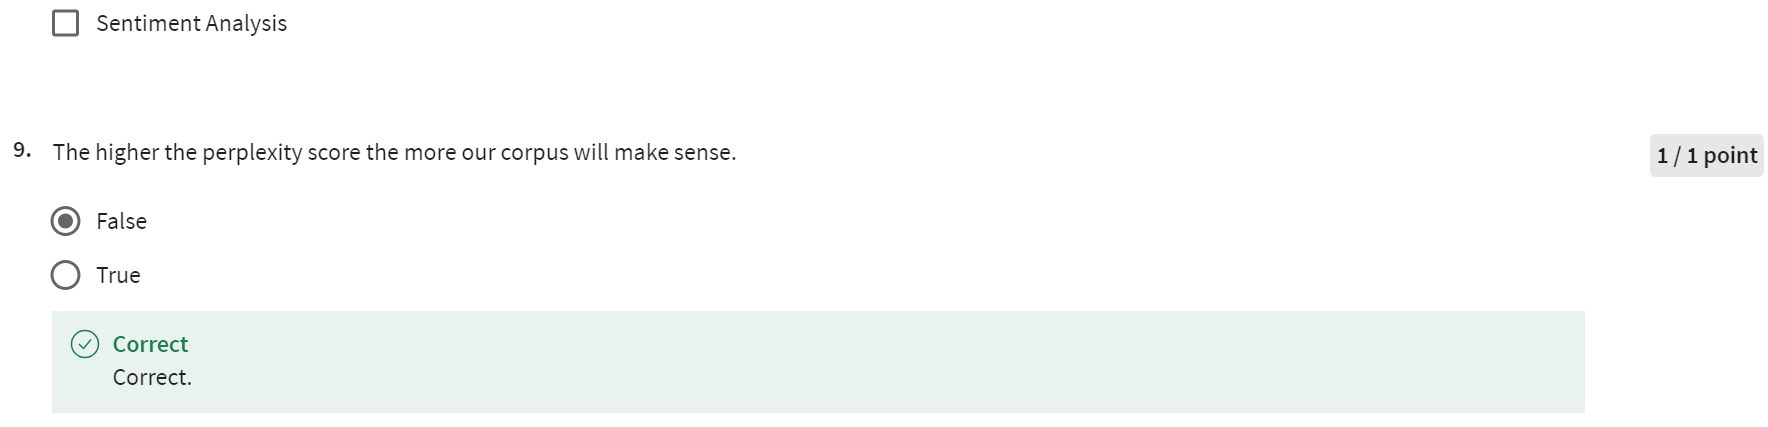 Sentiment Analysis
9. The higher the perplexity score the more our corpus will make sense.
1 / 1 point
False
True
Correct
Correct.